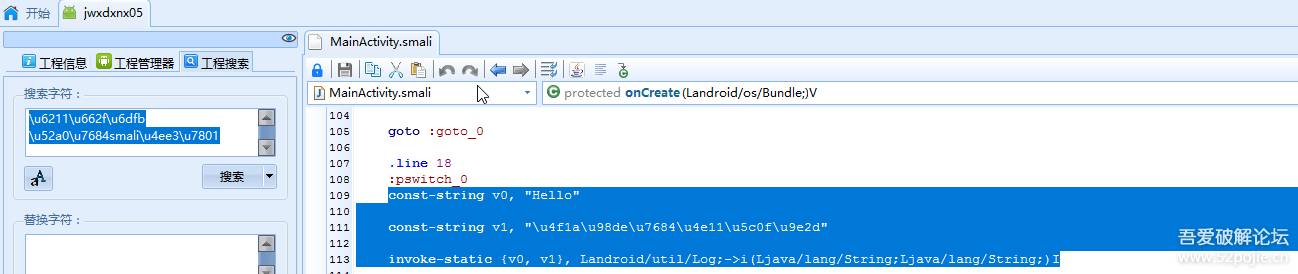 开始
jwxdxnx05
工程信息
工程管理器
工程搜索
搜索字符：
\u6211\u662f\u6dfb
\u52a0\u7684smali\u4ee3\u7801
搜索
替换字符：
MainActivity.smali
MainActivity.smali
protected onCreate(Landroid/os/Bundle;)V
104
105 goto :goto_0
106
107 .line 18
108 :pswitch_0
109 const-string v0, "Hello"
110
111 const-string v1, "\u4f1a\u98de\u7684\u4e11\u5c0f\u9e2d"
112
113 invoke-static {v0, v1}, Landroid/util/Log;->i(Ljava/lang/String;Ljava/lang/String;)I
吾爱破解论坛
www.52pojie.cn